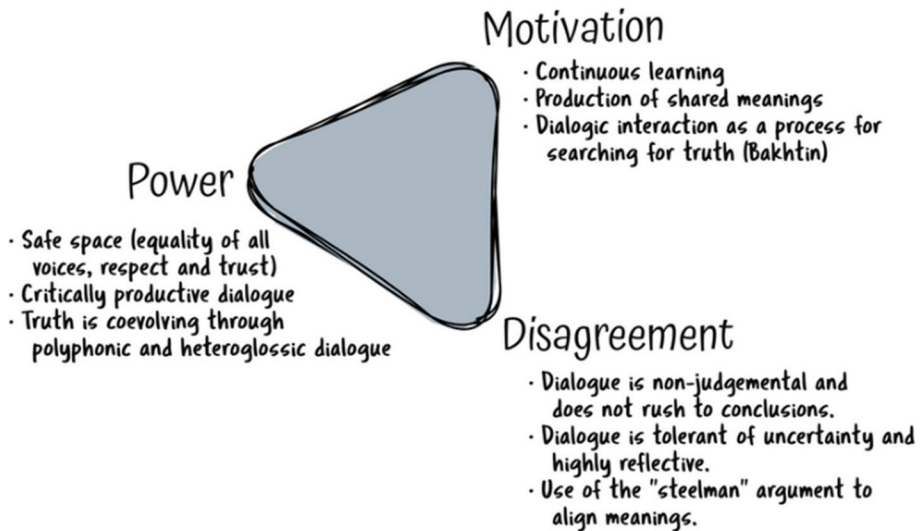 Motivation
· Continuous learning
· Production of shared meanings
· Dialogic interaction as a process for
searching for truth (Bakhtin)
Power
· Safe space (equality of all
voices, respect and trust)
· Critically productive dialogue
· Truth is coevolving through
polyphonic and heteroglossic dialogue
Disagreement
· Dialogue is non-judgemental and
does not rush to conclusions.
· Dialogue is tolerant of uncertainty and
highly reflective.
· Use of the "steelman" argument to
align meanings.